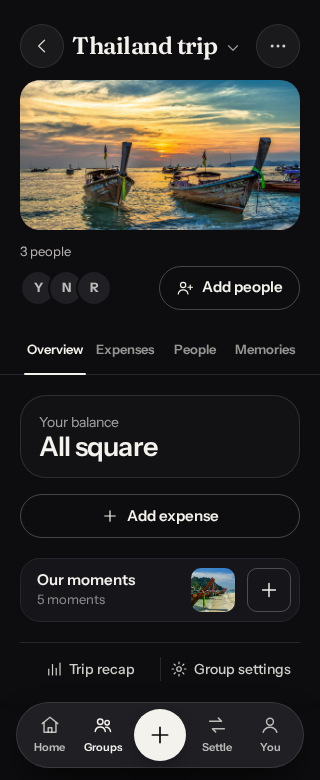 Thailand trip
3 people
Y N R
Add people
Overview Expenses People Memories
Your balance
All square
Add expense
Our moments
5 moments
Trip recap Group settings
Home Groups Settle You